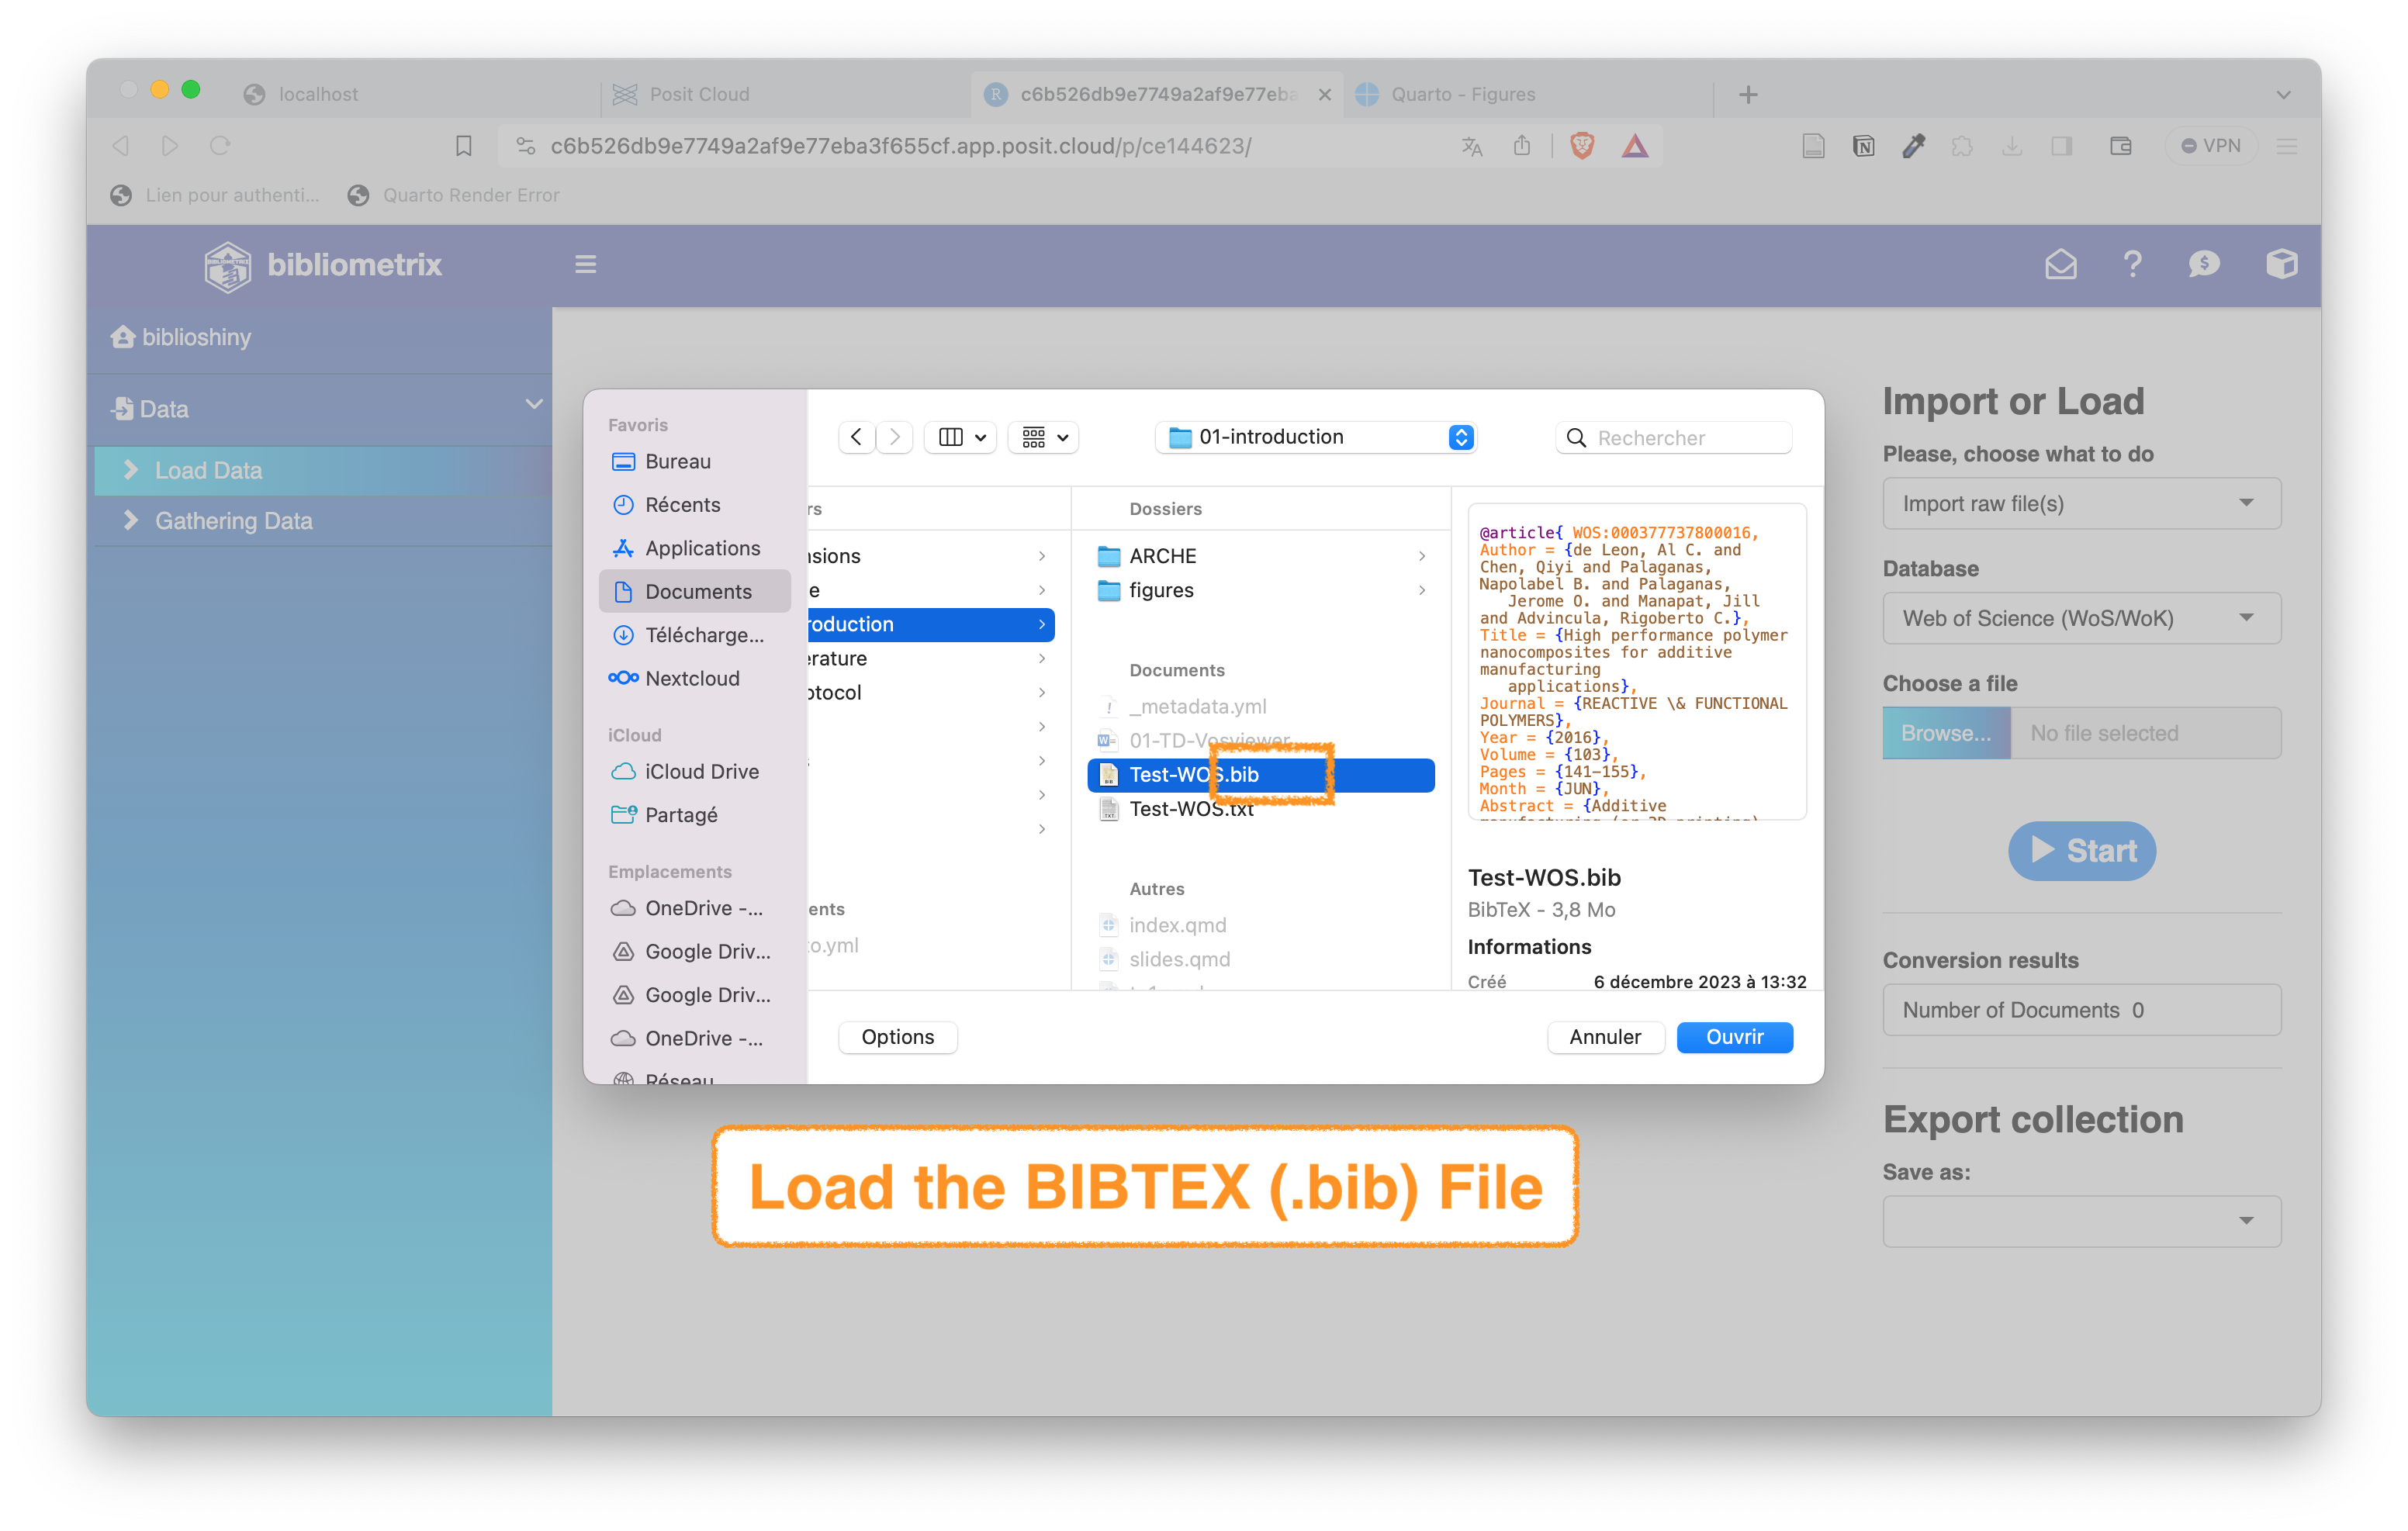 localhost
Posit Cloud
c6b526db9e7749a2af9e77eba
Quarto - Figures
c6b526db9e7749a2af9e77eba3f655cf.app.posit.cloud/p/ce144623/
VPN
Lien pour authenti...
Quarto Render Error
bibliometrix
biblioshiny
Data
Load Data
Gathering Data
Favoris
Bureau
Récents
Applications
Documents
Télécharge...
Nextcloud
iCloud
iCloud Drive
Partagé
Emplacements
OneDrive -...
Google Driv...
Google Driv...
OneDrive -...
Réseau
01-introduction
Rechercher
rs
nsions
e
roduction
erature
otocol
ents
to.yml
Dossiers
ARCHE
figures
Documents
_metadata.yml
01-TD-Vosviewer
Test-WOS.bib
Test-WOS.txt
Autres
index.qmd
slides.qmd
@article{ WOS:000377737800016,
Author = {de Leon, Al C. and
Chen, Qiyi and Palaganas,
Napolabel B. and Palaganas,
Jerome O. and Manapat, Jill
and Advincula, Rigoberto C.},
Title = {High performance polymer
nanocomposites for additive
manufacturing
applications},
Journal = {REACTIVE \& FUNCTIONAL
POLYMERS},
Year = {2016},
Volume = {103},
Pages = {141-155},
Month = {JUN},
Abstract = {Additive
manufacturing (or 3D printing)
Test-WOS.bib
BibTeX - 3,8 Mo
Informations
Créé 6 décembre 2023 à 13:32
Options
Annuler
Ouvrir
Load the BIBTEX (.bib) File
Import or Load
Please, choose what to do
Import raw file(s)
Database
Web of Science (WoS/WoK)
Choose a file
Browse... No file selected
Start
Conversion results
Number of Documents 0
Export collection
Save as: